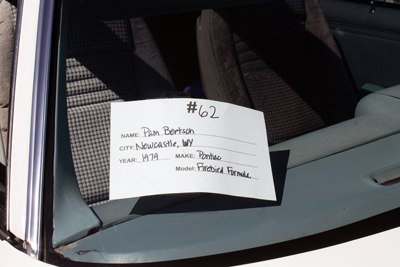 #62
NAME: Pam Bertsch
CITY: Newcastle, WY
YEAR: 1979 MAKE: Pontiac
Model: Firebird Formula